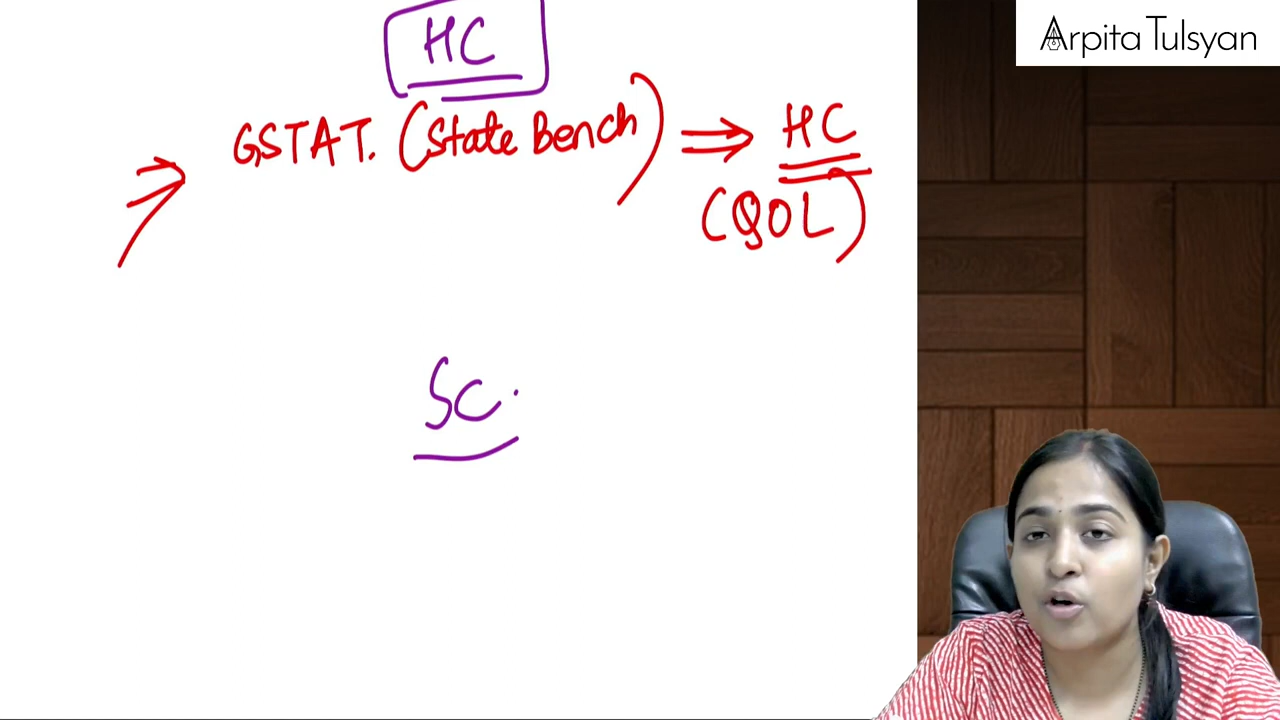 HC
Arpita Tulsyan
GSTAT. (State Bench) ⇒ HC
(QOL)
SC.